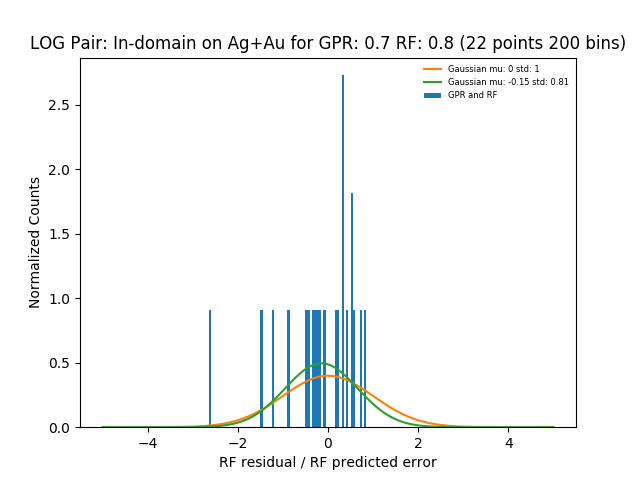 LOG Pair: In-domain on Ag+Au for GPR: 0.7 RF: 0.8 (22 points 200 bins)
Gaussian mu: 0 std: 1
Gaussian mu: -0.15 std: 0.81
GPR and RF
Normalized Counts
2.5
2.0
1.5
1.0
0.5
0.0
−4
−2
0
2
4
RF residual / RF predicted error